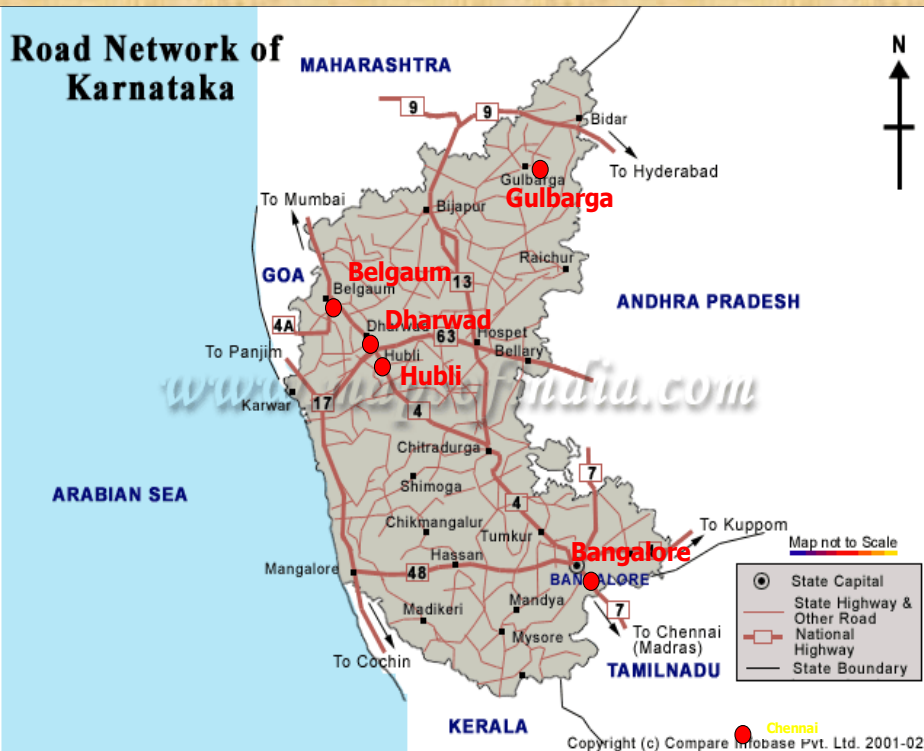 Road Network of
Karnataka
MAHARASHTRA
N
9
9
Bidar
To Hyderabad
Gulbarga
Gulbarga
To Mumbai
Bijapur
GOA
Raichur
Belgaum
Belgaum
13
ANDHRA PRADESH
4A
Dharwad
Dharwad
63
Hospet
To Panjim
Hubli
Bellary
Hubli
www.mapsofindia.com
Karwar
17
4
Chitradurga
7
Shimoga
ARABIAN SEA
4
Chikmangalur
Tumkur
To Kuppom
Map not to Scale
Hassan
Bangalore
Mangalore
48
BANGALORE
State Capital
Madikeri
Mandya
7
State Highway &
Other Road
Mysore
To Chennai
(Madras)
National
Highway
To Cochin
TAMILNADU
State Boundary
KERALA
Chennai
Copyright (c) Compare Infobase Pvt. Ltd. 2001-02